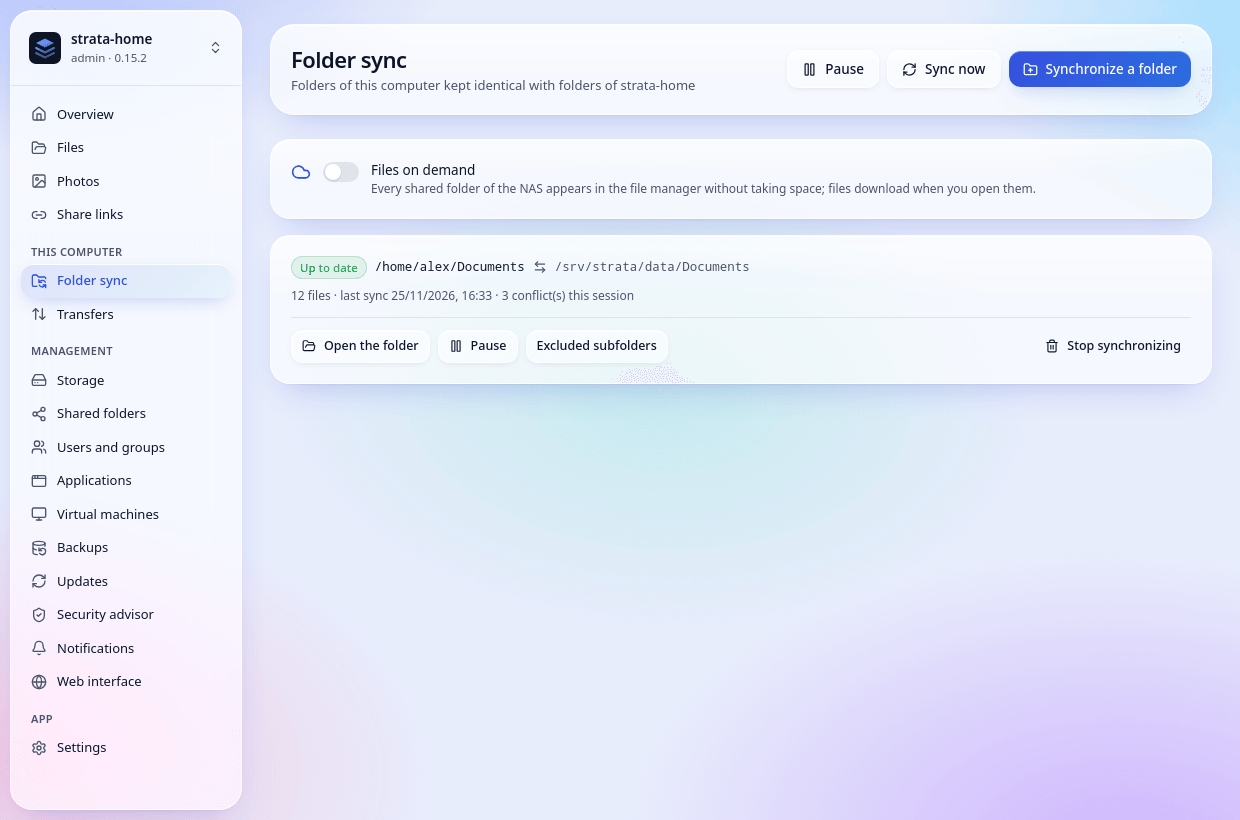 strata-home
admin · 0.15.2
Overview
Files
Photos
Share links
THIS COMPUTER
Folder sync
Transfers
MANAGEMENT
Storage
Shared folders
Users and groups
Applications
Virtual machines
Backups
Updates
Security advisor
Notifications
Web interface
APP
Settings
Folder sync
Folders of this computer kept identical with folders of strata-home
Pause
Sync now
Synchronize a folder
Files on demand
Every shared folder of the NAS appears in the file manager without taking space; files download when you open them.
Up to date /home/alex/Documents /srv/strata/data/Documents
12 files · last sync 25/11/2026, 16:33 · 3 conflict(s) this session
Open the folder
Pause
Excluded subfolders
Stop synchronizing